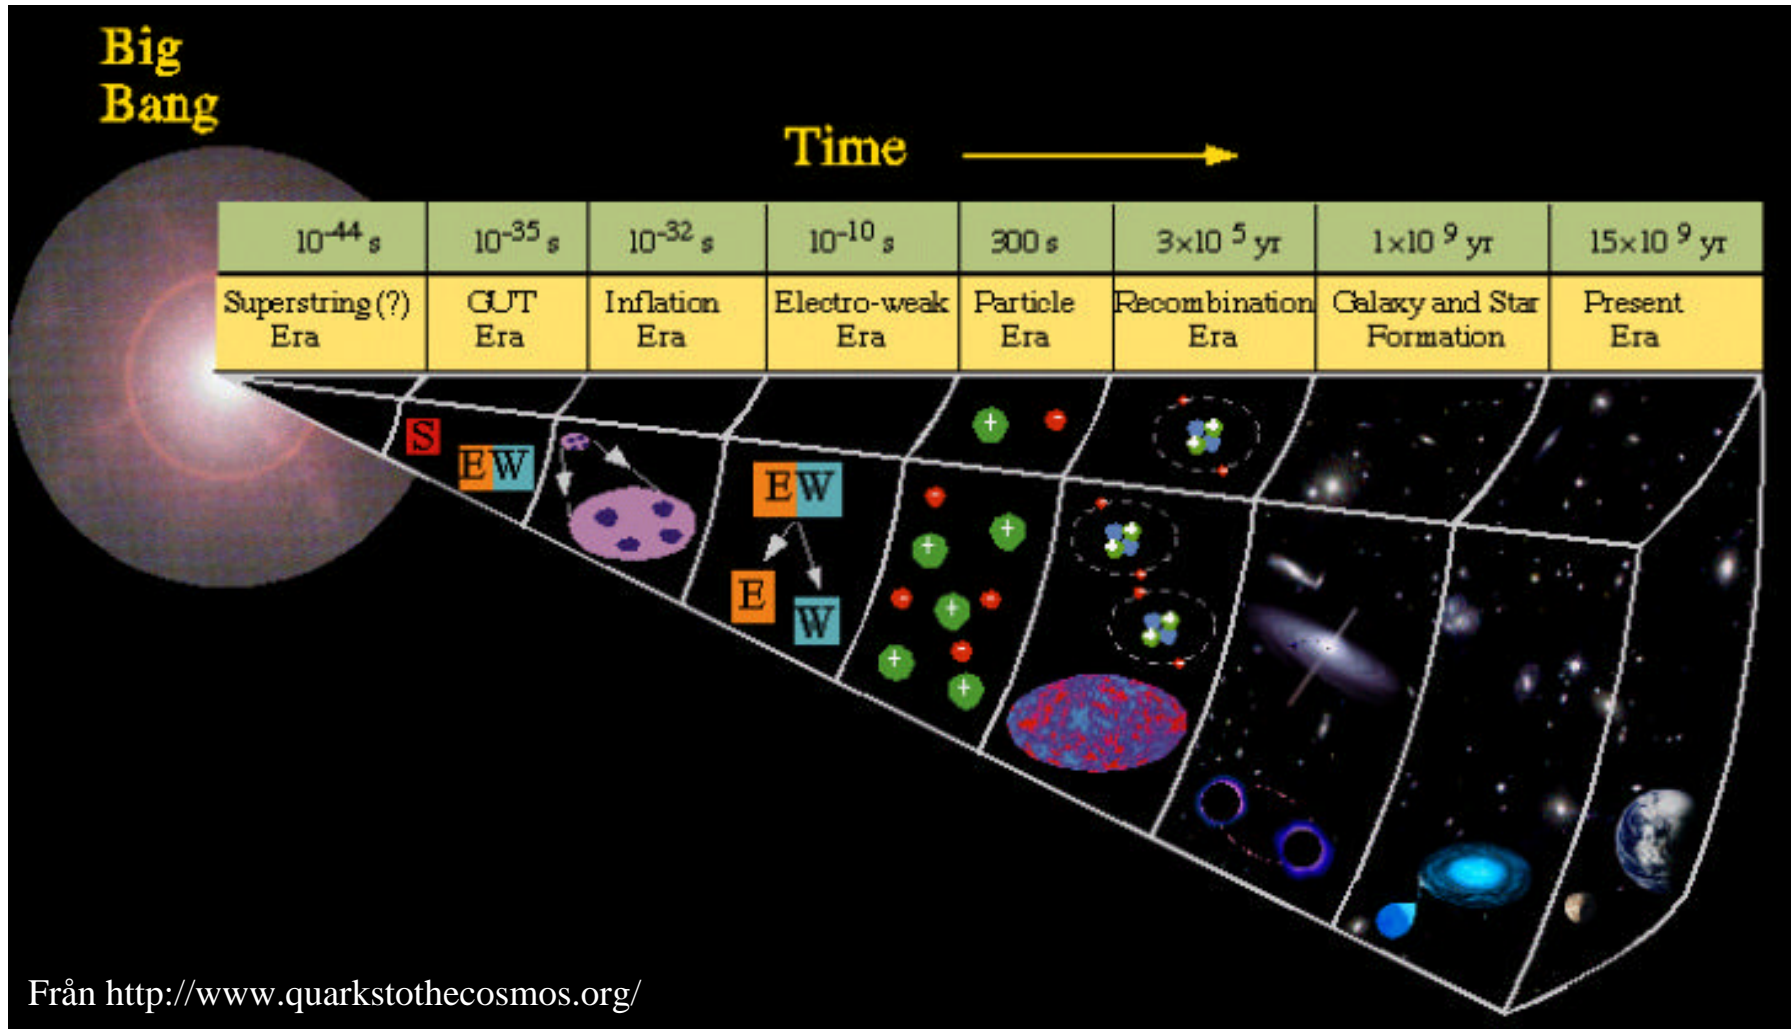 Big
Bang
Time
10⁻⁴⁴ s 10⁻³⁵ s 10⁻³² s 10⁻¹⁰ s 300 s 3×10⁵ yr 1×10⁹ yr 15×10⁹ yr
Superstring (?) GUT Inflation Electro-weak Particle Recombination Galaxy and Star Present
Era Era Era Era Era Era Formation Era
+ -
S
E W
E W
-
+
+
E
- + -
W
-
+
+
Från http://www.quarkstothecosmos.org/